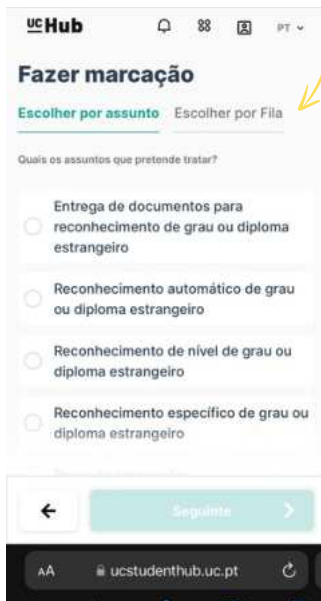 UC Hub
PT
Fazer marcação
Escolher por assunto Escolher por Fila
Quais os assuntos que pretende tratar?
Entrega de documentos para
reconhecimento de grau ou diploma
estrangeiro
Reconhecimento automático de grau
ou diploma estrangeiro
Reconhecimento de nível de grau ou
diploma estrangeiro
Reconhecimento específico de grau ou
diploma estrangeiro
Seguinte
AA ucstudenthub.uc.pt